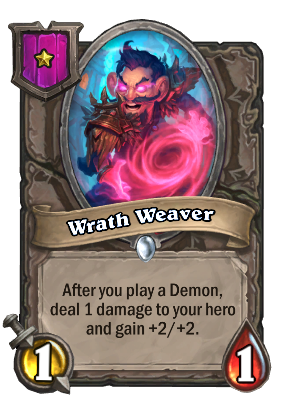 Wrath Weaver
After you play a Demon,
deal 1 damage to your hero
and gain +2/+2.
1 1